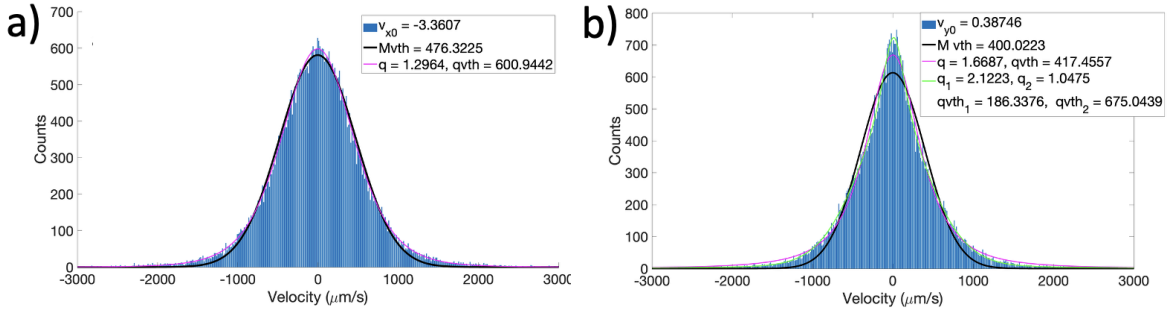 a)
700
600
500
400
300
200
100
0
Counts
-3000
-2000
-1000
0
1000
2000
3000
Velocity (μm/s)
v_x0 = -3.3607
Mvth = 476.3225
q = 1.2964, qvth = 600.9442
b)
800
700
600
500
400
300
200
100
0
Counts
-3000
-2000
-1000
0
1000
2000
3000
Velocity (μm/s)
v_y0 = 0.38746
M vth = 400.0223
q = 1.6687, qvth = 417.4557
q_1 = 2.1223, q_2 = 1.0475
qvth_1 = 186.3376, qvth_2 = 675.0439